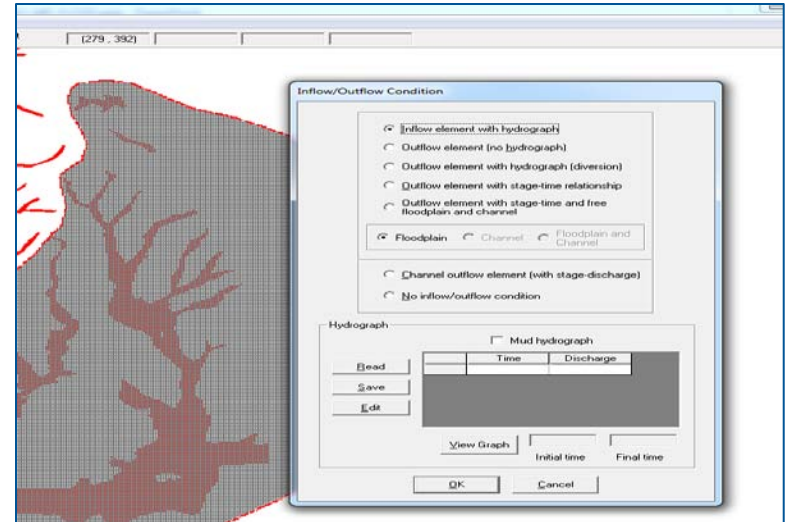 (279 , 392)
Inflow/Outflow Condition
Inflow element with hydrograph
Outflow element (no hydrograph)
Outflow element with hydrograph (diversion)
Outflow element with stage-time relationship
Outflow element with stage-time and free
floodplain and channel
Floodplain Channel Floodplain and
Channel
Channel outflow element (with stage-discharge)
No inflow/outflow condition
Hydrograph
Mud hydrograph
Time Discharge
Read
Save
Edit
View Graph
Initial time Final time
OK Cancel